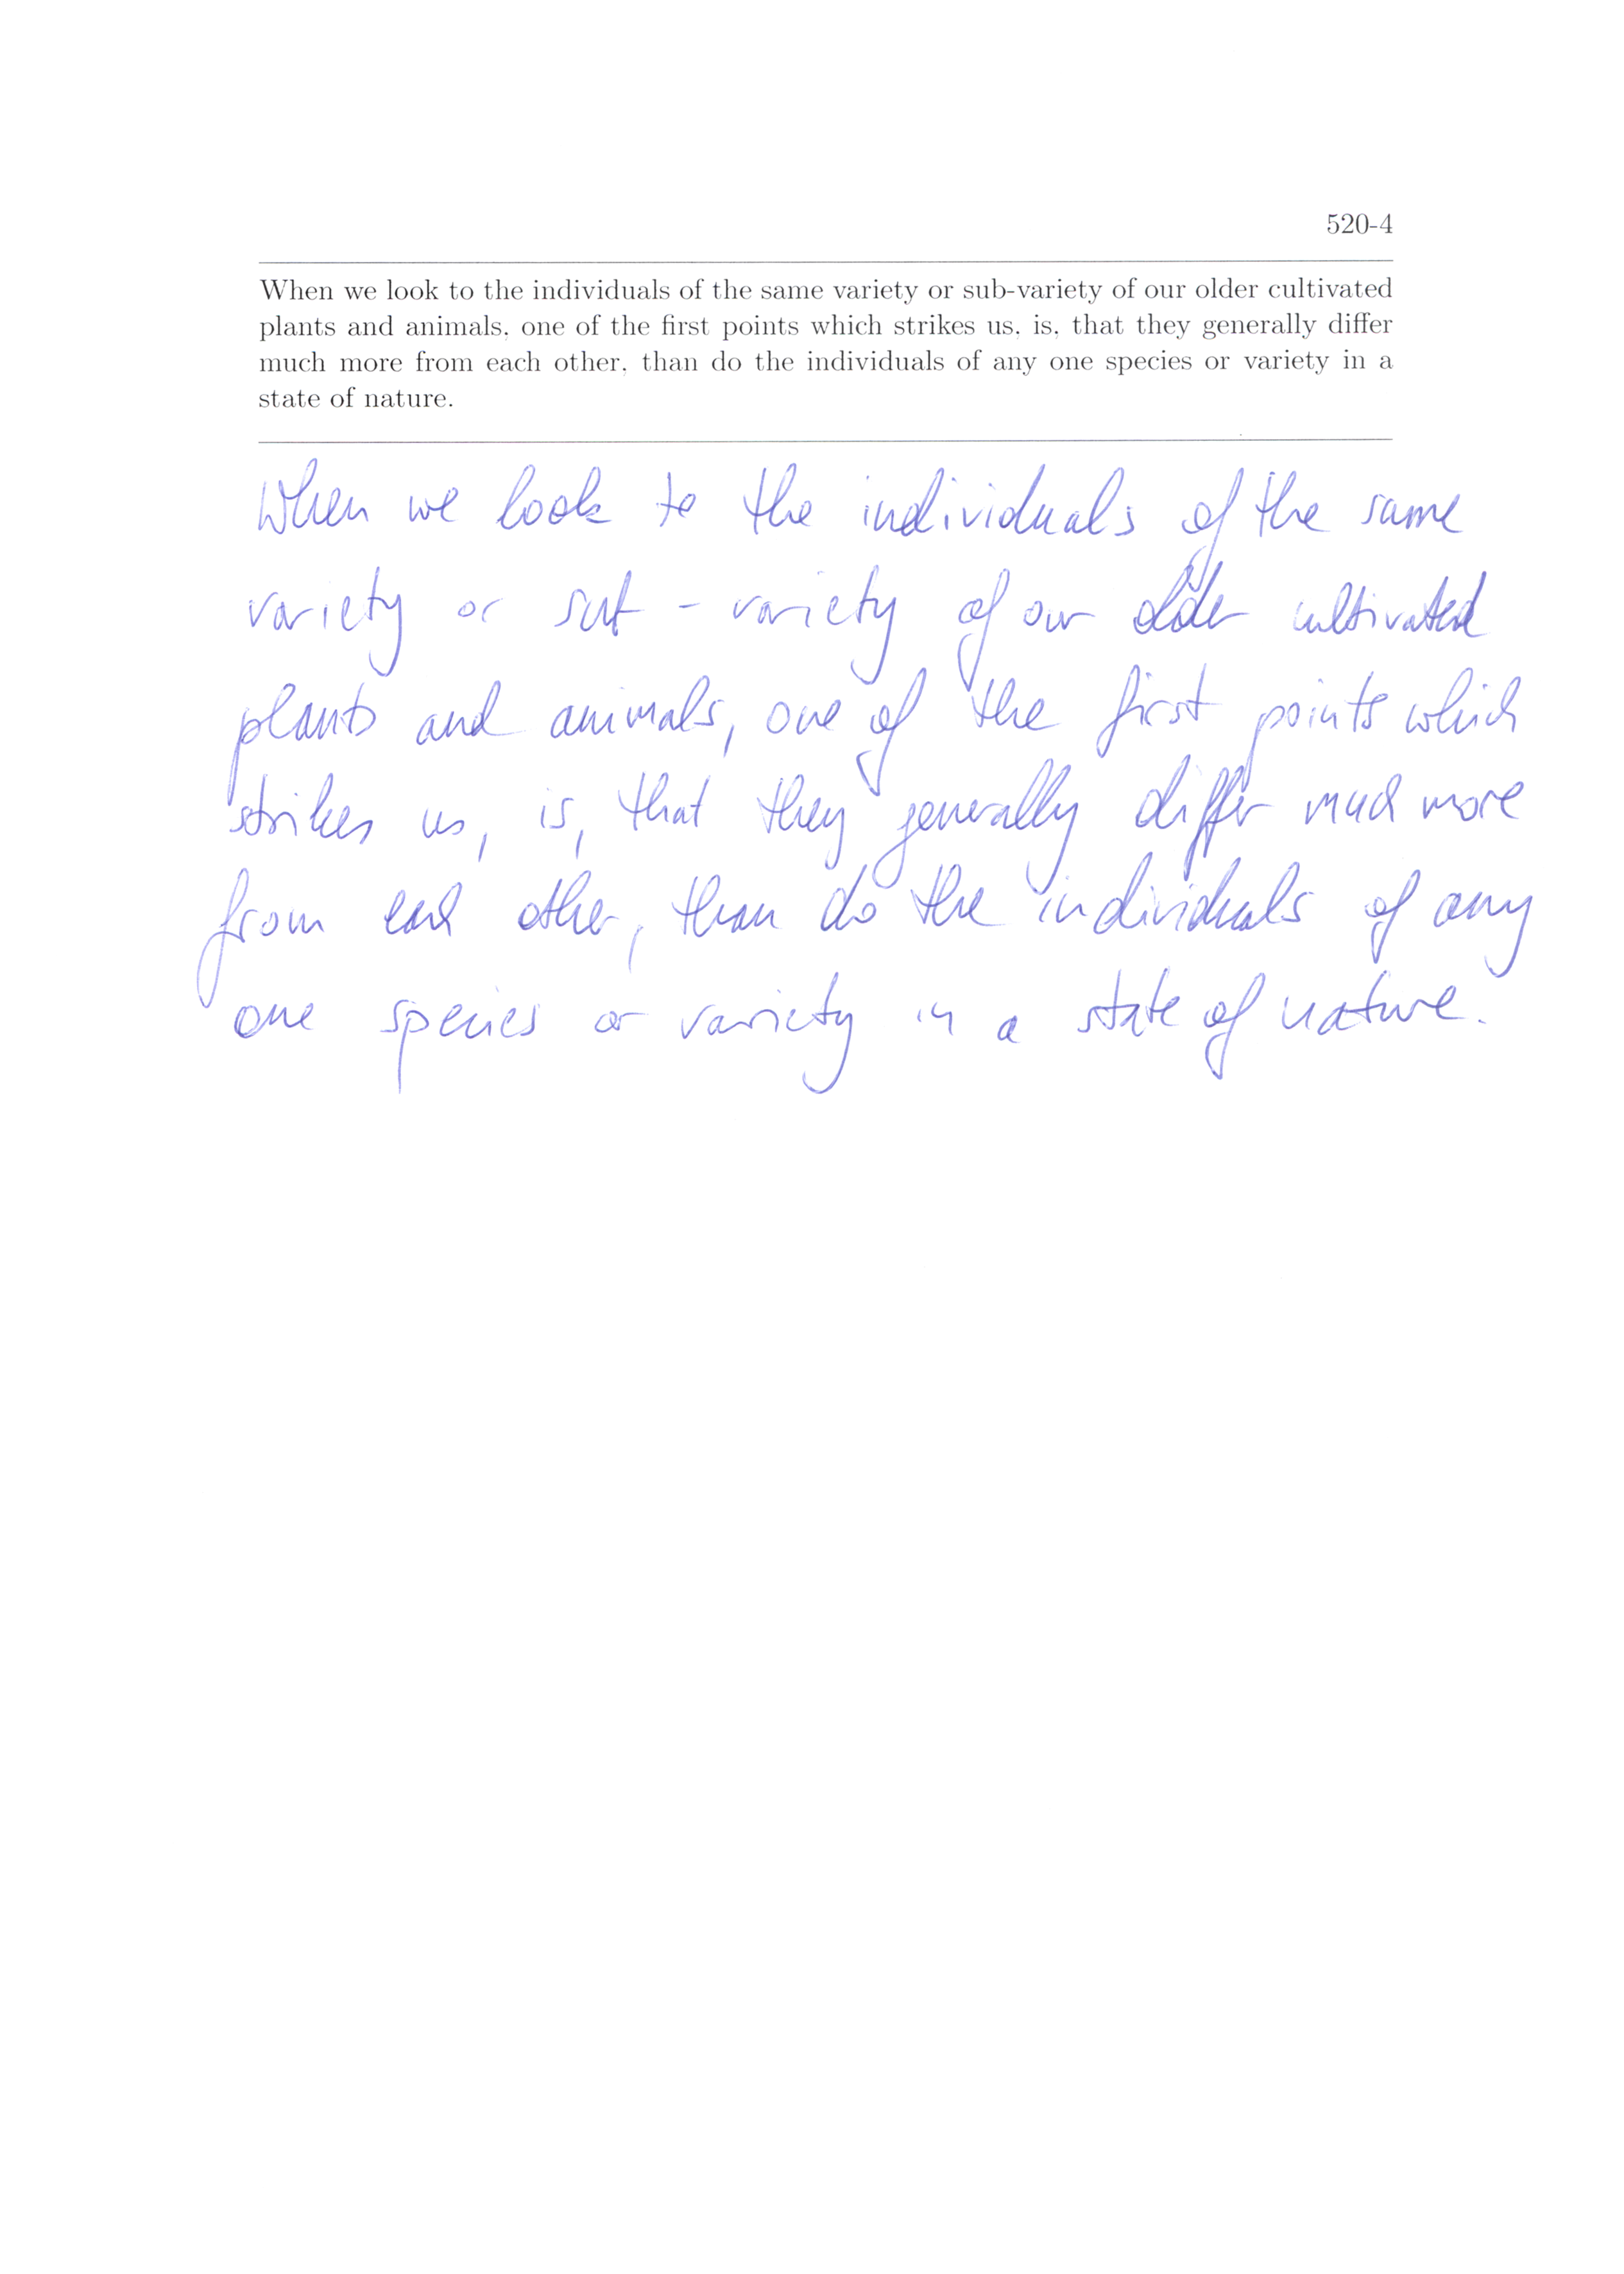 520-4
When we look to the individuals of the same variety or sub-variety of our older cultivated
plants and animals, one of the first points which strikes us, is, that they generally differ
much more from each other, than do the individuals of any one species or variety in a
state of nature.
When we look to the individuals of the same
variety or sub - variety of our older cultivated
plants and animals, one of the first points which
strikes us, is, that they generally differ much more
from each other, than do the individuals of any
one species or variety in a state of nature.